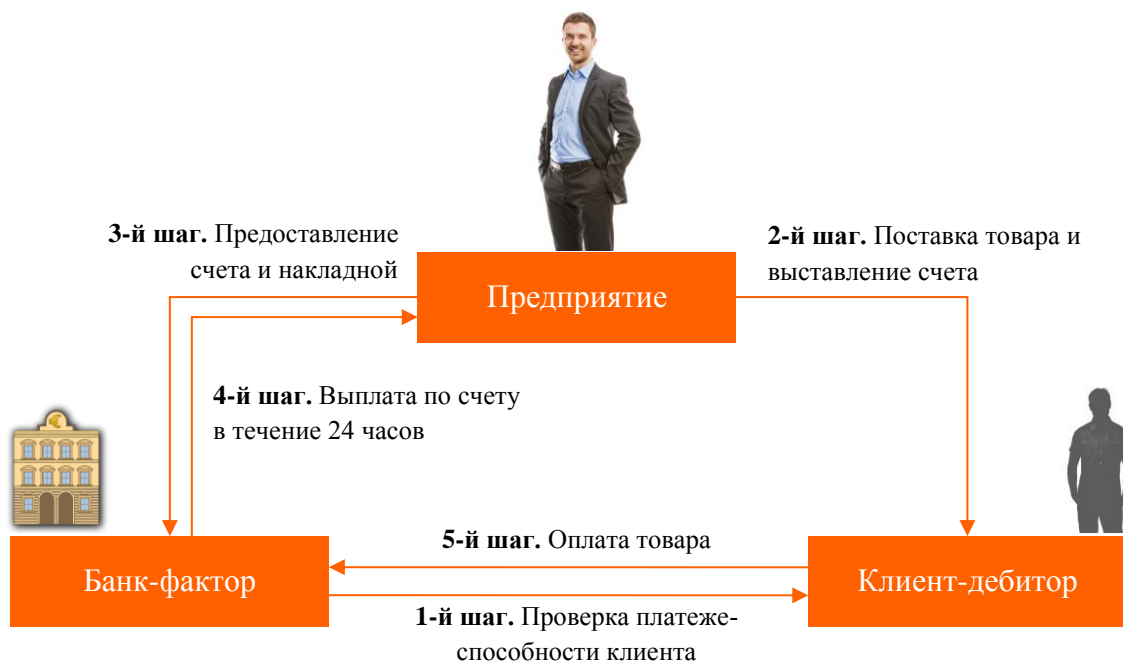 3-й шаг. Предоставление
счета и накладной
2-й шаг. Поставка товара и
выставление счета
Предприятие
4-й шаг. Выплата по счету
в течение 24 часов
5-й шаг. Оплата товара
Банк-фактор
Клиент-дебитор
1-й шаг. Проверка платеже-
способности клиента